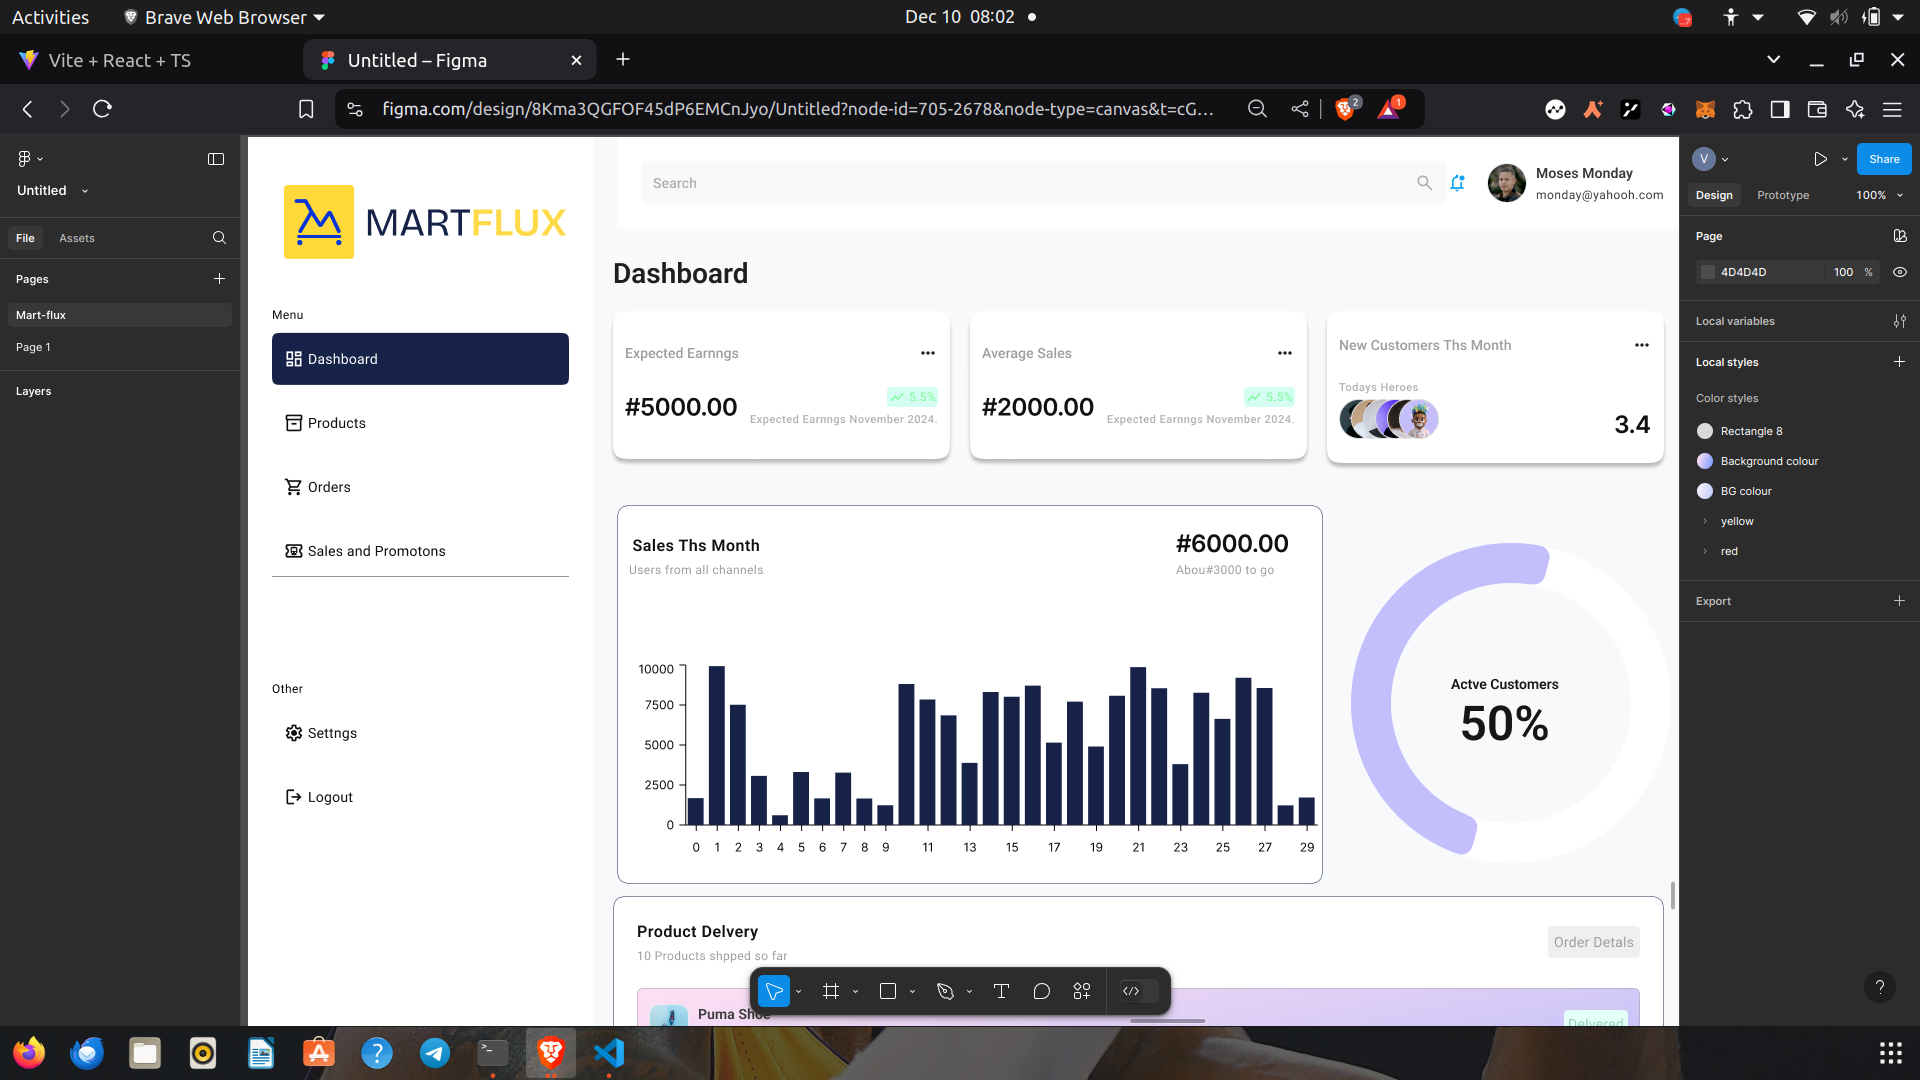 Activities
Brave Web Browser
Dec 10 08:02
7
Vite + React + TS
Untitled – Figma
figma.com/design/8Kma3QGFOF45dP6EMCnJyo/Untitled?node-id=705-2678&node-type=canvas&t=cG...
2
1
Untitled
File
Assets
Pages
Mart-flux
Page 1
Layers
MARTFLUX
Menu
Dashboard
Products
Orders
Sales and Promotons
Other
Settngs
Logout
Search
Moses Monday
monday@yahooh.com
Dashboard
Expected Earnngs
#5000.00
5.5%
Expected Earnngs November 2024.
Average Sales
#2000.00
5.5%
Expected Earnngs November 2024.
New Customers Ths Month
Todays Heroes
3.4
Sales Ths Month
Users from all channels
#6000.00
Abou#3000 to go
10000
7500
5000
2500
0
0 1 2 3 4 5 6 7 8 9 11 13 15 17 19 21 23 25 27 29
Actve Customers
50%
Product Delvery
10 Products shpped so far
Order Detals
Puma Shoe
Delvered
V
Share
Design
Prototype
100%
Page
4D4D4D
100 %
Local variables
Local styles
Color styles
Rectangle 8
Background colour
BG colour
yellow
red
Export
?